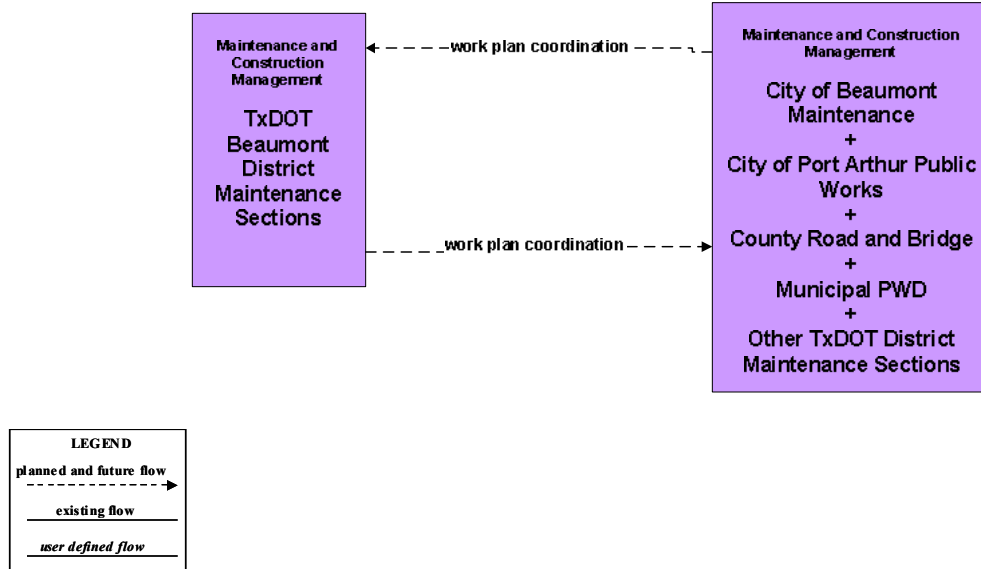 Maintenance and
Construction
Management
TxDOT
Beaumont
District
Maintenance
Sections
work plan coordination
work plan coordination
Maintenance and Construction
Management
City of Beaumont
Maintenance
+
City of Port Arthur Public
Works
+
County Road and Bridge
+
Municipal PWD
+
Other TxDOT District
Maintenance Sections
LEGEND
planned and future flow
existing flow
user defined flow